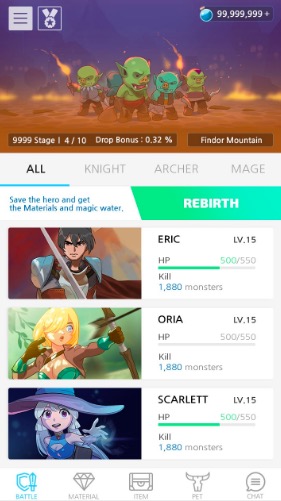 99,999,999 +
9999 Stage | 4 / 10 Drop Bonus : 0.32 % Findor Mountain
ALL KNIGHT ARCHER MAGE
Save the hero and get
the Materials and magic water.
REBIRTH
ERIC LV.15
HP 500/550
Kill
1,880 monsters
ORIA LV.15
HP 500/550
Kill
1,880 monsters
SCARLETT LV.15
HP 500/550
Kill
1,880 monsters
BATTLE MATERIAL ITEM PET CHAT